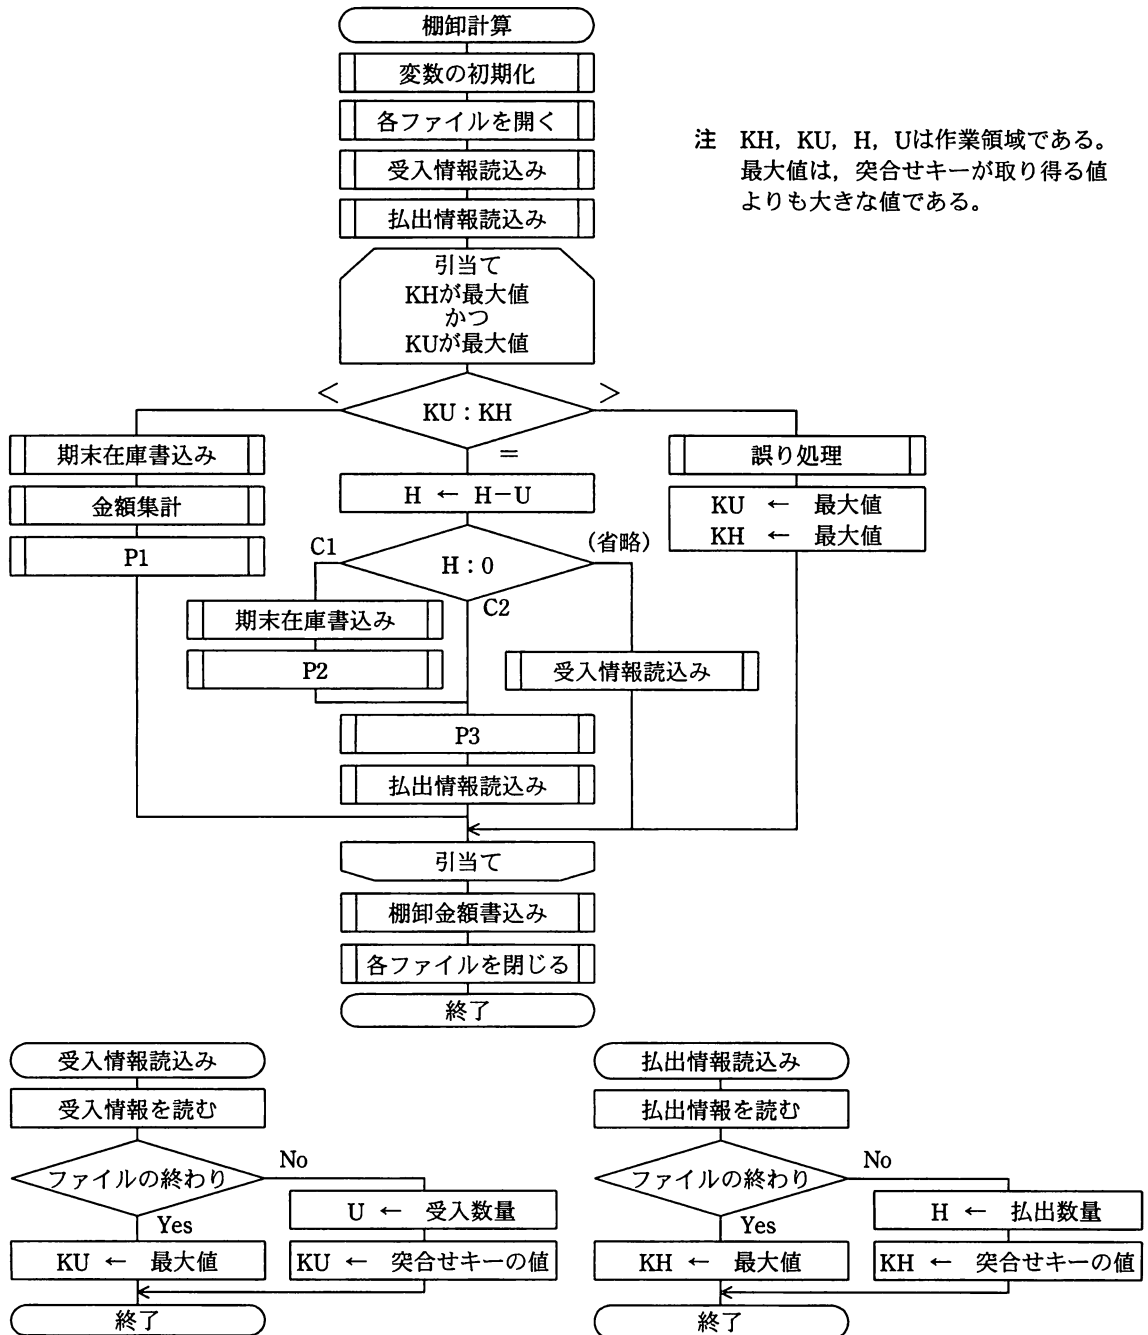 棚卸計算
変数の初期化
各ファイルを開く
受入情報読込み
払出情報読込み
注 KH，KU，H，Uは作業領域である。
最大値は，突合せキーが取り得る値
よりも大きな値である。
引当て
KHが最大値
かつ
KUが最大値
＜
KU：KH
＞
＝
期末在庫書込み
金額集計
P1
H ← H－U
誤り処理
KU ← 最大値
KH ← 最大値
C1
H：0
(省略)
C2
期末在庫書込み
P2
受入情報読込み
P3
払出情報読込み
引当て
棚卸金額書込み
各ファイルを閉じる
終了
受入情報読込み
受入情報を読む
ファイルの終わり
No
Yes
U ← 受入数量
KU ← 最大値
KU ← 突合せキーの値
終了
払出情報読込み
払出情報を読む
ファイルの終わり
No
Yes
H ← 払出数量
KH ← 最大値
KH ← 突合せキーの値
終了